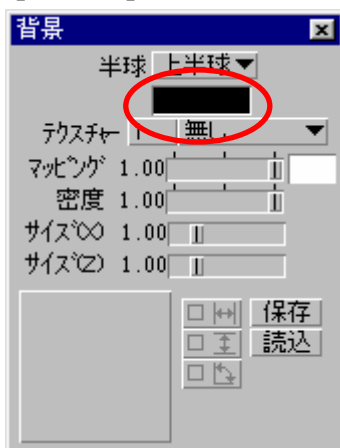 背景
半球 上半球▼
テクスチャー 1 無し ▼
マッピング 1.00
密度 1.00
サイズ(X) 1.00
サイズ(Z) 1.00
保存
読込